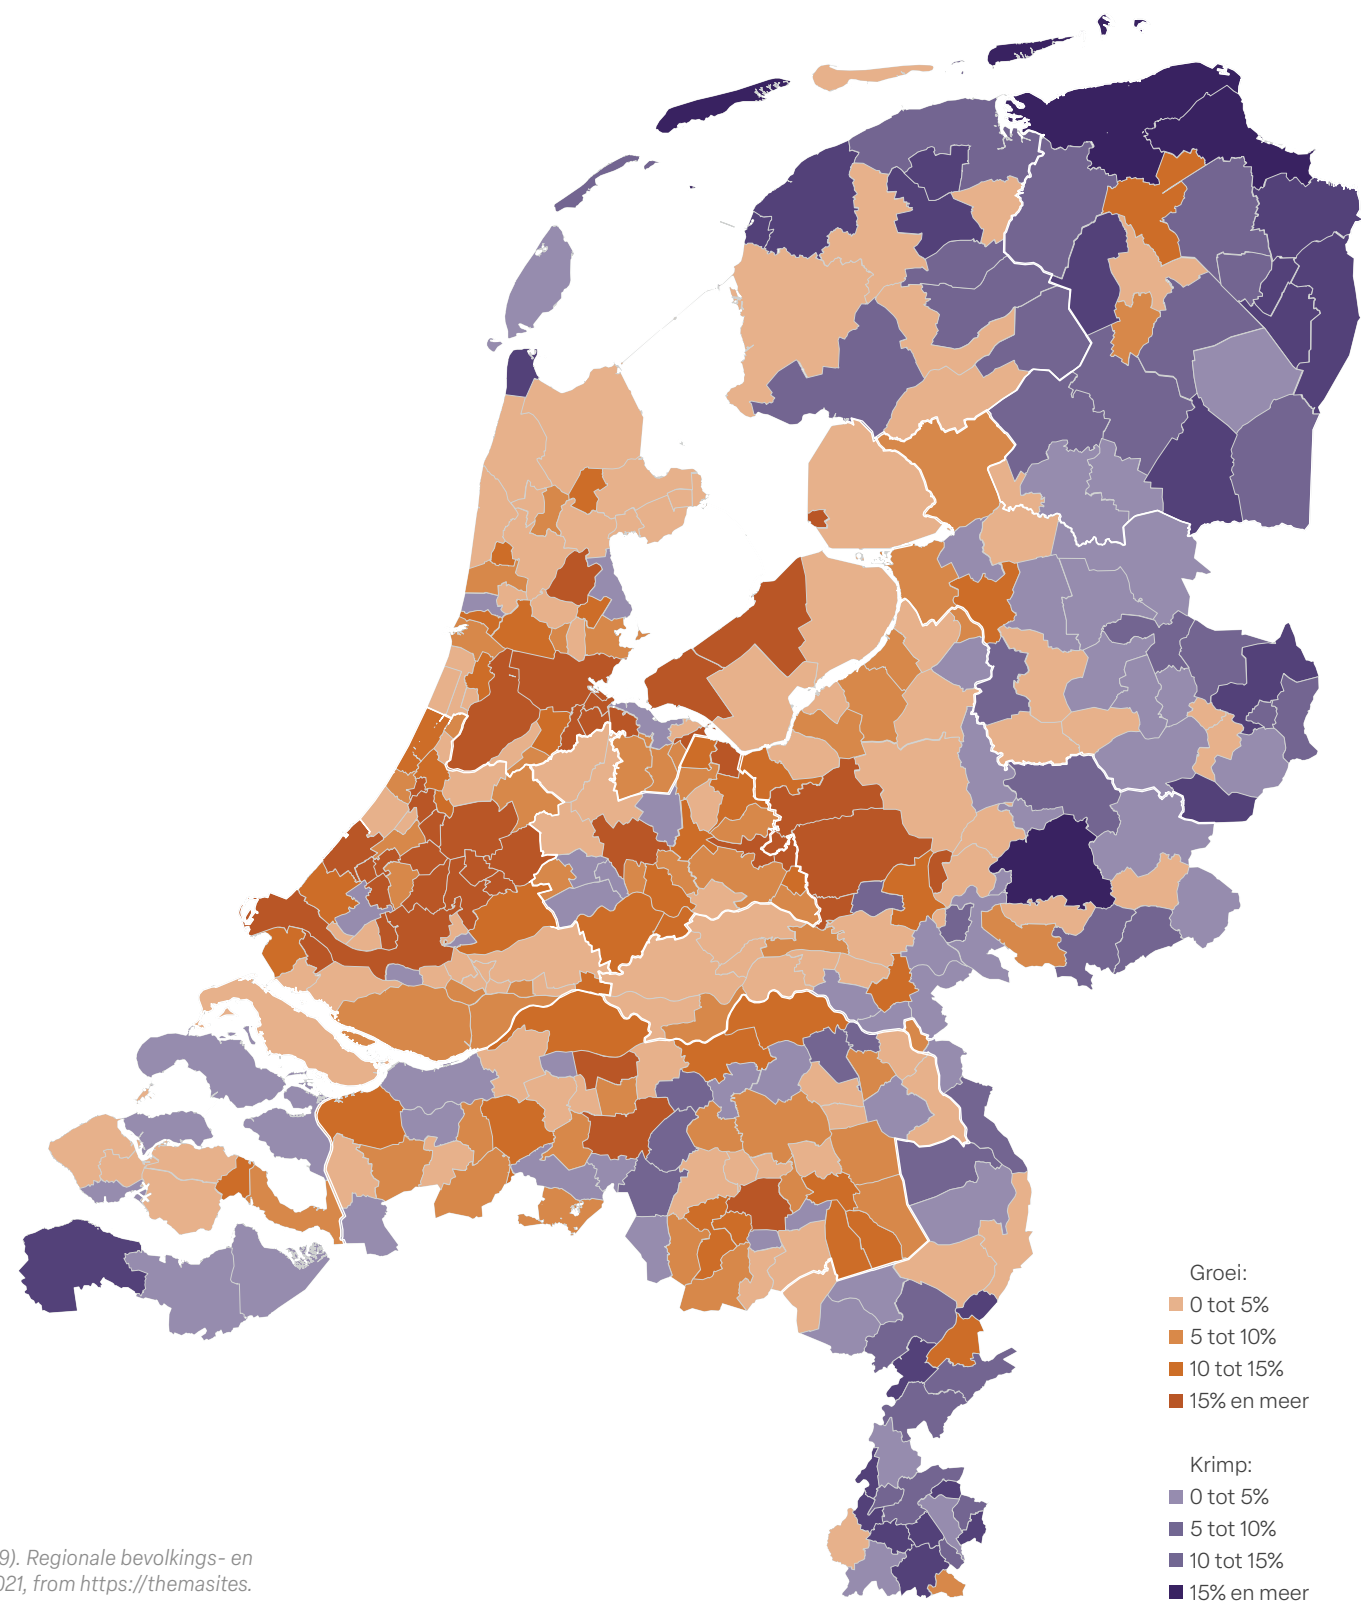 Groei:
0 tot 5%
5 tot 10%
10 tot 15%
15% en meer
Krimp:
0 tot 5%
5 tot 10%
10 tot 15%
15% en meer
9). Regionale bevolkings- en
021, from https://themasites.